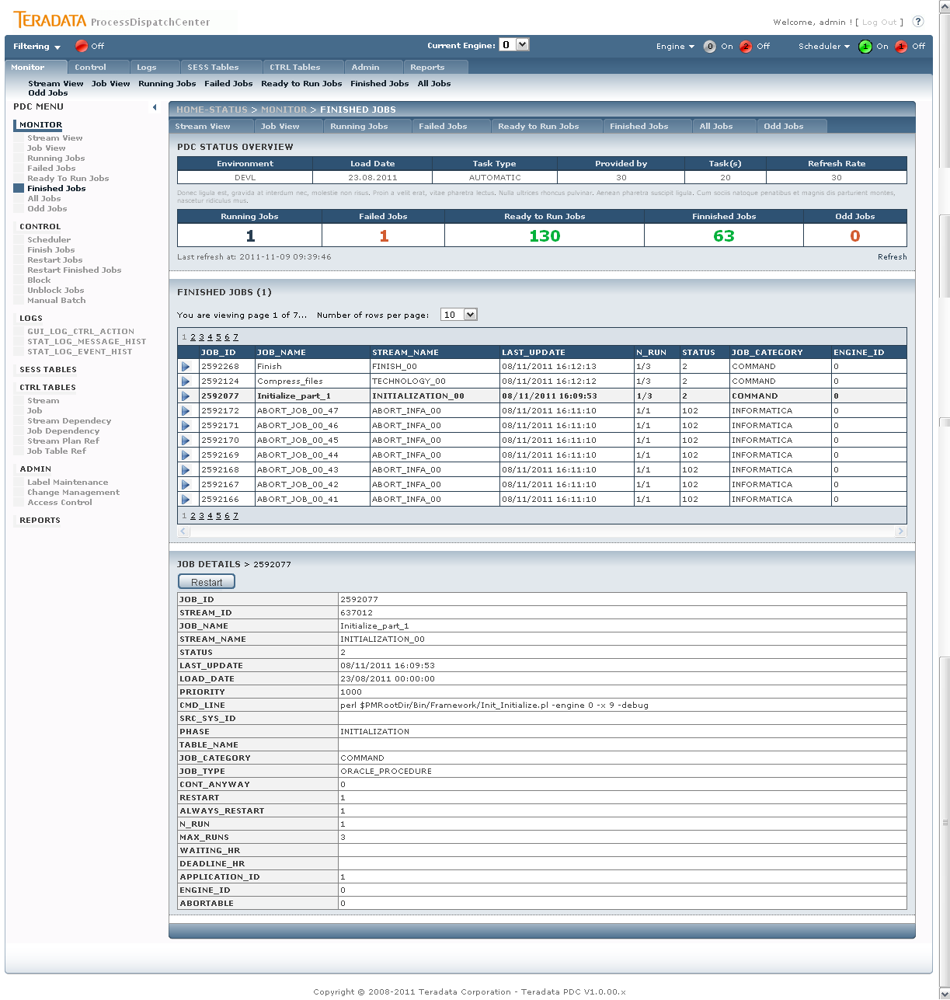 TERADATA ProcessDispatchCenter
Welcome, admin ! [ Log Out ] ?
Filtering Off Current Engine: 0 Engine 0 On 2 Off Scheduler 1 On 1 Off
Monitor Control Logs SESS Tables CTRL Tables Admin Reports
Stream View Job View Running Jobs Failed Jobs Ready to Run Jobs Finished Jobs All Jobs
Odd Jobs
PDC MENU
MONITOR
Stream View
Job View
Running Jobs
Failed Jobs
Ready To Run Jobs
Finished Jobs
All Jobs
Odd Jobs
CONTROL
Scheduler
Finish Jobs
Restart Jobs
Restart Finished Jobs
Block
Unblock Jobs
Manual Batch
LOGS
GUI_LOG_CTRL_ACTION
STAT_LOG_MESSAGE_HIST
STAT_LOG_EVENT_HIST
SESS TABLES
CTRL TABLES
Stream
Job
Stream Dependecy
Job Dependency
Stream Plan Ref
Job Table Ref
ADMIN
Label Maintenance
Change Management
Access Control
REPORTS
HOME-STATUS > MONITOR > FINISHED JOBS
Stream View Job View Running Jobs Failed Jobs Ready to Run Jobs Finished Jobs All Jobs Odd Jobs
PDC STATUS OVERVIEW
Environment Load Date Task Type Provided by Task(s) Refresh Rate
DEVL 23.08.2011 AUTOMATIC 30 20 30
Donec ligula est, gravida at interdum nec, molestie non risus. Proin a velit erat, vitae pharetra lectus. Nulla ultrices rhoncus pulvinar. Aenean pharetra suscipit ligula. Cum sociis natoque penatibus et magnis dis parturient montes,
nascetur ridiculus mus.
Running Jobs Failed Jobs Ready to Run Jobs Finnished Jobs Odd Jobs
1 1 130 63 0
Last refresh at: 2011-11-09 09:39:46 Refresh
FINISHED JOBS (1)
You are viewing page 1 of 7... Number of rows per page: 10
1 2 3 4 5 6 7
JOB_ID JOB_NAME STREAM_NAME LAST_UPDATE N_RUN STATUS JOB_CATEGORY ENGINE_ID
2592268 Finish FINISH_00 08/11/2011 16:12:13 1/3 2 COMMAND 0
2592124 Compress_files TECHNOLOGY_00 08/11/2011 16:12:12 1/3 2 COMMAND 0
2592077 Initialize_part_1 INITIALIZATION_00 08/11/2011 16:09:53 1/3 2 COMMAND 0
2592172 ABORT_JOB_00_47 ABORT_INFA_00 08/11/2011 16:11:10 1/1 102 INFORMATICA 0
2592171 ABORT_JOB_00_46 ABORT_INFA_00 08/11/2011 16:11:10 1/1 102 INFORMATICA 0
2592170 ABORT_JOB_00_45 ABORT_INFA_00 08/11/2011 16:11:10 1/1 102 INFORMATICA 0
2592169 ABORT_JOB_00_44 ABORT_INFA_00 08/11/2011 16:11:10 1/1 102 INFORMATICA 0
2592168 ABORT_JOB_00_43 ABORT_INFA_00 08/11/2011 16:11:10 1/1 102 INFORMATICA 0
2592167 ABORT_JOB_00_42 ABORT_INFA_00 08/11/2011 16:11:10 1/1 102 INFORMATICA 0
2592166 ABORT_JOB_00_41 ABORT_INFA_00 08/11/2011 16:11:10 1/1 102 INFORMATICA 0
1 2 3 4 5 6 7
JOB DETAILS > 2592077
Restart
JOB_ID 2592077
STREAM_ID 637012
JOB_NAME Initialize_part_1
STREAM_NAME INITIALIZATION_00
STATUS 2
LAST_UPDATE 08/11/2011 16:09:53
LOAD_DATE 23/08/2011 00:00:00
PRIORITY 1000
CMD_LINE perl $PMRootDir/Bin/Framework/Init_Initialize.pl -engine 0 -x 9 -debug
SRC_SYS_ID
PHASE INITIALIZATION
TABLE_NAME
JOB_CATEGORY COMMAND
JOB_TYPE ORACLE_PROCEDURE
CONT_ANYWAY 0
RESTART 1
ALWAYS_RESTART 1
N_RUN 1
MAX_RUNS 3
WAITING_HR
DEADLINE_HR
APPLICATION_ID 1
ENGINE_ID 0
ABORTABLE 0
Copyright © 2008-2011 Teradata Corporation - Teradata PDC V1.0.00.x